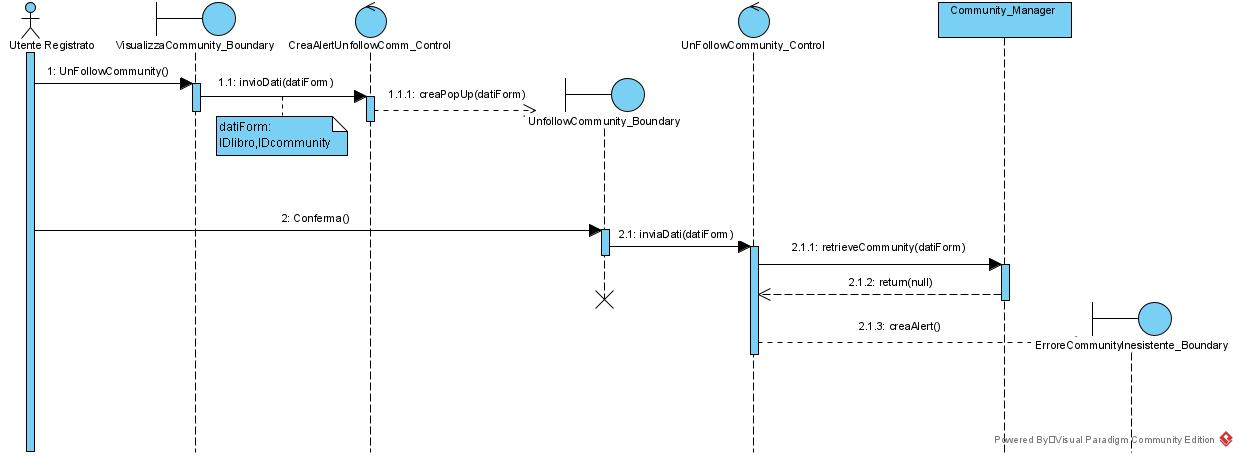 Utente Registrato
VisualizzaCommunity_Boundary
CreaAlertUnfollowComm_Control
UnFollowCommunity_Control
Community_Manager
1: UnFollowCommunity()
1.1: invioDati(datiForm)
1.1.1: creaPopUp(datiForm)
UnfollowCommunity_Boundary
datiForm:
IDlibro,IDcommunity
2: Conferma()
2.1: inviaDati(datiForm)
2.1.1: retrieveCommunity(datiForm)
2.1.2: return(null)
2.1.3: creaAlert()
ErroreCommunityInesistente_Boundary
Powered By Visual Paradigm Community Edition